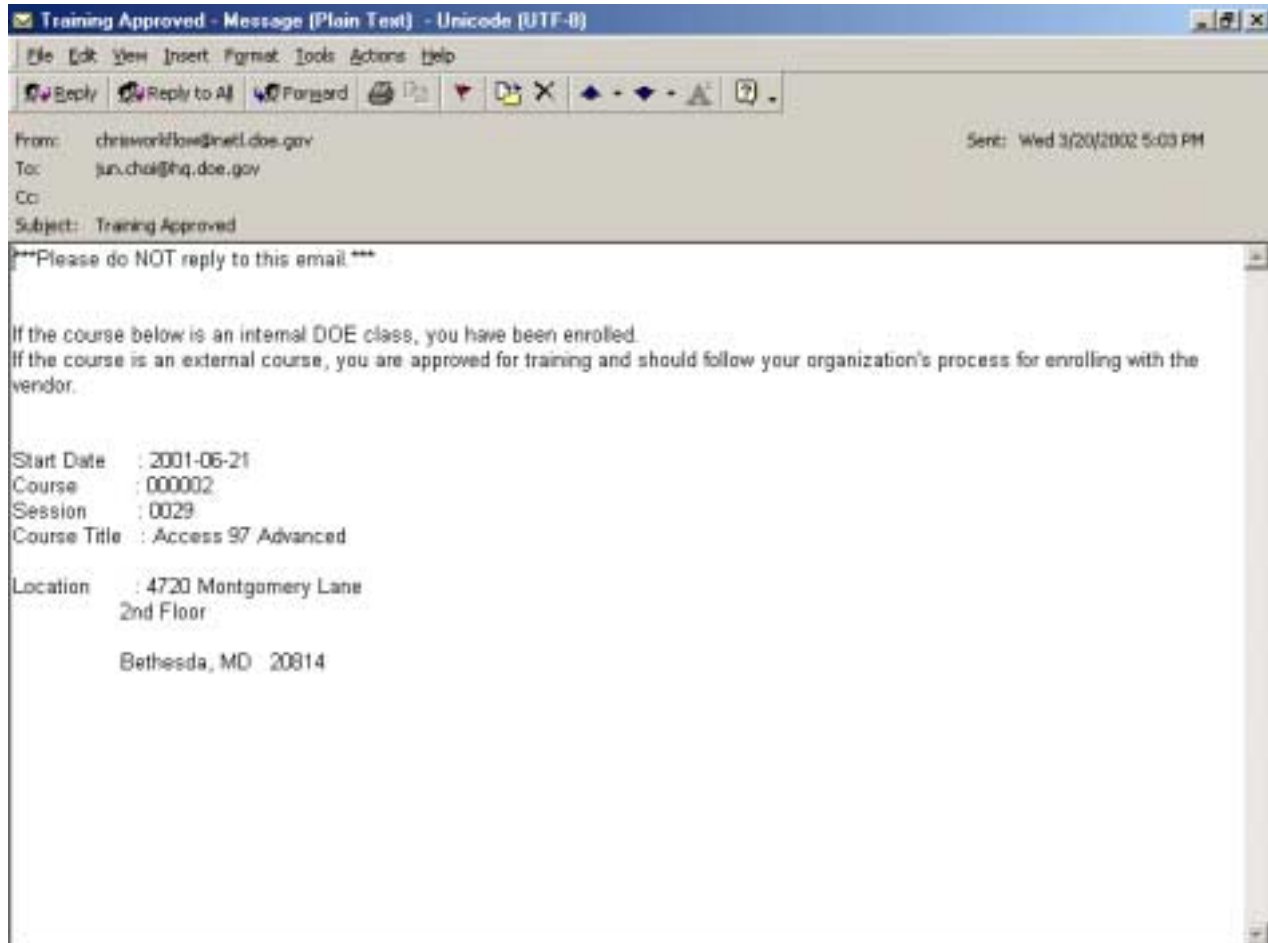 Training Approved - Message (Plain Text) - Unicode (UTF-8)
File Edit View Insert Format Tools Actions Help
Reply Reply to All Forward
From: chrisworkflow@netl.doe.gov Sent: Wed 3/20/2002 5:03 PM
To: jun.choi@hq.doe.gov
Cc:
Subject: Training Approved
***Please do NOT reply to this email.***
If the course below is an internal DOE class, you have been enrolled.
If the course is an external course, you are approved for training and should follow your organization's process for enrolling with the
vendor.
Start Date : 2001-06-21
Course : 000002
Session : 0029
Course Title : Access 97 Advanced
Location : 4720 Montgomery Lane
2nd Floor
Bethesda, MD 20814